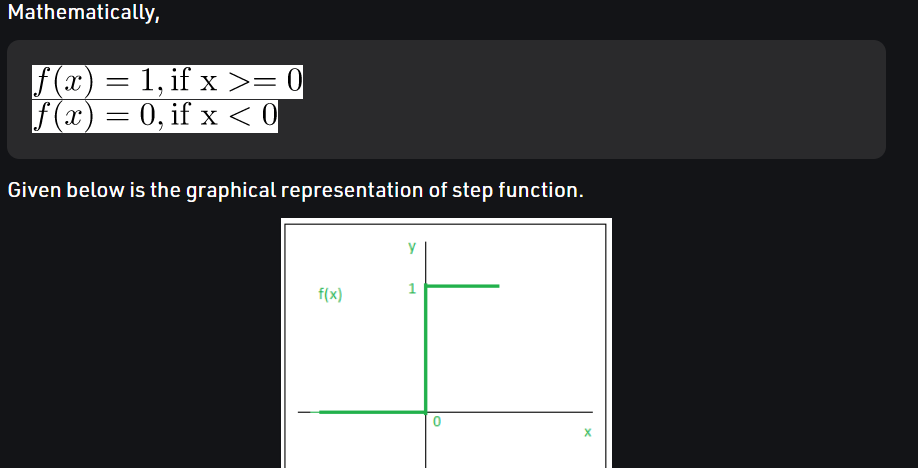 Mathematically,
f(x) = 1, if x >= 0
f(x) = 0, if x < 0
Given below is the graphical representation of step function.
y
f(x)
1
0
x